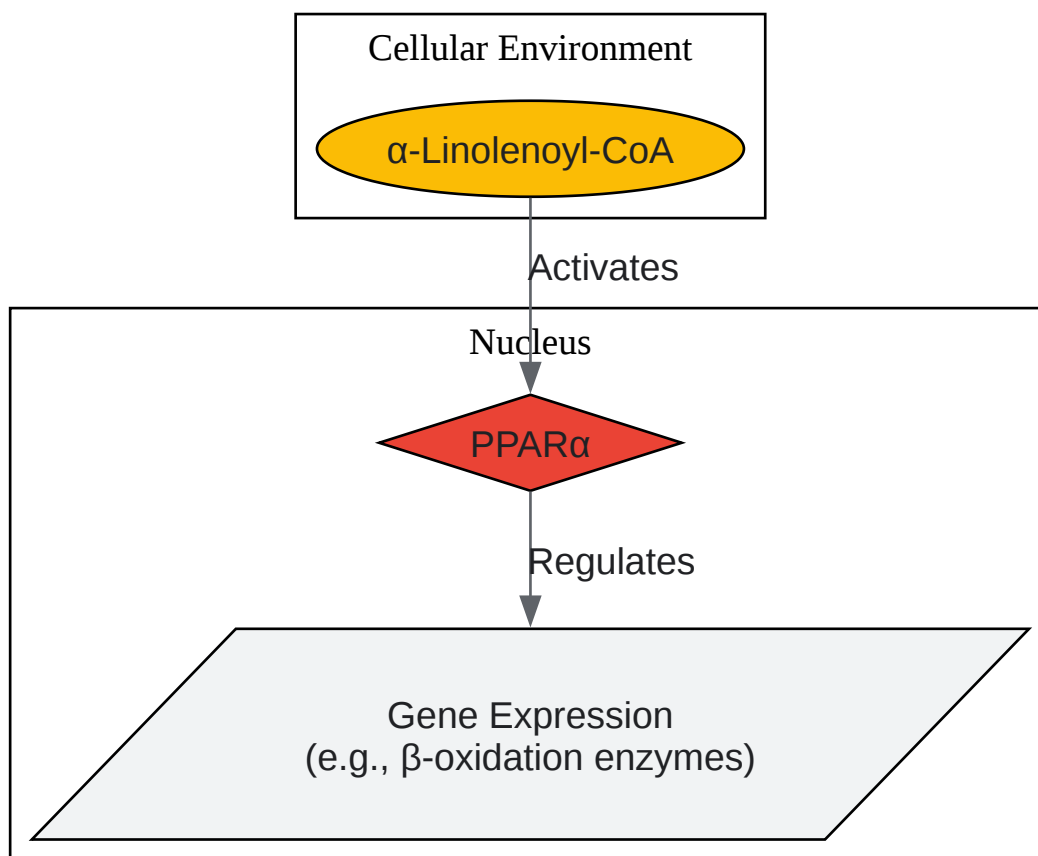 Cellular Environment
α-Linolenoyl-CoA
Activates
Nucleus
PPARα
Regulates
Gene Expression
(e.g., β-oxidation enzymes)